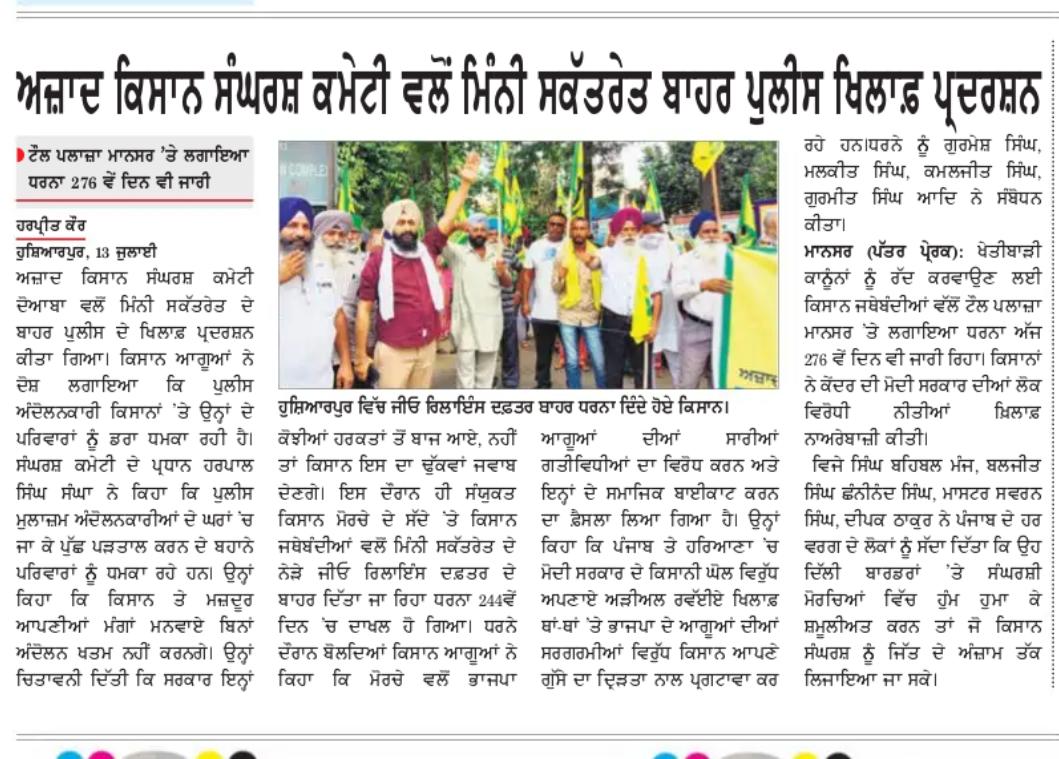 ਅਜ਼ਾਦ ਕਿਸਾਨ ਸੰਘਰਸ਼ ਕਮੇਟੀ ਵਲੋਂ ਮਿੰਨੀ ਸਕੱਤਰੇਤ ਬਾਹਰ ਪੁਲੀਸ ਖਿਲਾਫ਼ ਪ੍ਰਦਰਸ਼ਨ
ਟੌਲ ਪਲਾਜ਼ਾ ਮਾਨਸਰ ’ਤੇ ਲਗਾਇਆ
ਧਰਨਾ 276 ਵੇਂ ਦਿਨ ਵੀ ਜਾਰੀ
ਹਰਪ੍ਰੀਤ ਕੌਰ
ਹੁਸ਼ਿਆਰਪੁਰ, 13 ਜੁਲਾਈ
ਅਜ਼ਾਦ ਕਿਸਾਨ ਸੰਘਰਸ਼ ਕਮੇਟੀ
ਦੋਆਬਾ ਵਲੋਂ ਮਿੰਨੀ ਸਕੱਤਰੇਤ ਦੇ
ਬਾਹਰ ਪੁਲੀਸ ਦੇ ਖਿਲਾਫ਼ ਪ੍ਰਦਰਸ਼ਨ
ਕੀਤਾ ਗਿਆ। ਕਿਸਾਨ ਆਗੂਆਂ ਨੇ
ਦੋਸ਼ ਲਗਾਇਆ ਕਿ ਪੁਲੀਸ
ਅੰਦੋਲਨਕਾਰੀ ਕਿਸਾਨਾਂ ’ਤੇ ਉਨ੍ਹਾਂ ਦੇ
ਪਰਿਵਾਰਾਂ ਨੂੰ ਡਰਾ ਧਮਕਾ ਰਹੀ ਹੈ।
ਸੰਘਰਸ਼ ਕਮੇਟੀ ਦੇ ਪ੍ਰਧਾਨ ਹਰਪਾਲ
ਸਿੰਘ ਸੰਘਾ ਨੇ ਕਿਹਾ ਕਿ ਪੁਲੀਸ
ਮੁਲਾਜ਼ਮ ਅੰਦੋਲਨਕਾਰੀਆਂ ਦੇ ਘਰਾਂ ’ਚ
ਜਾ ਕੇ ਪੁੱਛ ਪੜਤਾਲ ਕਰਨ ਦੇ ਬਹਾਨੇ
ਪਰਿਵਾਰਾਂ ਨੂੰ ਧਮਕਾ ਰਹੇ ਹਨ। ਉਨ੍ਹਾਂ
ਕਿਹਾ ਕਿ ਕਿਸਾਨ ਤੇ ਮਜ਼ਦੂਰ
ਆਪਣੀਆਂ ਮੰਗਾਂ ਮਨਵਾਏ ਬਿਨਾਂ
ਅੰਦੋਲਨ ਖਤਮ ਨਹੀਂ ਕਰਨਗੇ। ਉਨ੍ਹਾਂ
ਚਿਤਾਵਨੀ ਦਿੱਤੀ ਕਿ ਸਰਕਾਰ ਇਨ੍ਹਾਂ
N COMPLEX
ਅਜ਼ਾਦ
ਹੁਸ਼ਿਆਰਪੁਰ ਵਿੱਚ ਜੀਓ ਰਿਲਾਇੰਸ ਦਫ਼ਤਰ ਬਾਹਰ ਧਰਨਾ ਦਿੰਦੇ ਹੋਏ ਕਿਸਾਨ।
ਕੋਝੀਆਂ ਹਰਕਤਾਂ ਤੋਂ ਬਾਜ ਆਏ, ਨਹੀਂ
ਤਾਂ ਕਿਸਾਨ ਇਸ ਦਾ ਢੁੱਕਵਾਂ ਜਵਾਬ
ਦੇਣਗੇ। ਇਸ ਦੌਰਾਨ ਹੀ ਸੰਯੁਕਤ
ਕਿਸਾਨ ਮੋਰਚੇ ਦੇ ਸੱਦੇ ’ਤੇ ਕਿਸਾਨ
ਜਥੇਬੰਦੀਆਂ ਵਲੋਂ ਮਿੰਨੀ ਸਕੱਤਰੇਤ ਦੇ
ਨੇੜੇ ਜੀਓ ਰਿਲਾਇੰਸ ਦਫ਼ਤਰ ਦੇ
ਬਾਹਰ ਦਿੱਤਾ ਜਾ ਰਿਹਾ ਧਰਨਾ 244ਵੇਂ
ਦਿਨ ’ਚ ਦਾਖਲ ਹੋ ਗਿਆ। ਧਰਨੇ
ਦੌਰਾਨ ਬੋਲਦਿਆਂ ਕਿਸਾਨ ਆਗੂਆਂ ਨੇ
ਕਿਹਾ ਕਿ ਮੋਰਚੇ ਵਲੋਂ ਭਾਜਪਾ
ਆਗੂਆਂ ਦੀਆਂ ਸਾਰੀਆਂ
ਗਤੀਵਿਧੀਆਂ ਦਾ ਵਿਰੋਧ ਕਰਨ ਅਤੇ
ਇਨ੍ਹਾਂ ਦੇ ਸਮਾਜਿਕ ਬਾਈਕਾਟ ਕਰਨ
ਦਾ ਫ਼ੈਸਲਾ ਲਿਆ ਗਿਆ ਹੈ। ਉਨ੍ਹਾਂ
ਕਿਹਾ ਕਿ ਪੰਜਾਬ ਤੇ ਹਰਿਆਣਾ ’ਚ
ਮੋਦੀ ਸਰਕਾਰ ਦੇ ਕਿਸਾਨੀ ਘੋਲ ਵਿਰੁੱਧ
ਅਪਣਾਏ ਅੜੀਅਲ ਰਵੱਈਏ ਖਿਲਾਫ਼
ਥਾਂ-ਥਾਂ ’ਤੇ ਭਾਜਪਾ ਦੇ ਆਗੂਆਂ ਦੀਆਂ
ਸਰਗਰਮੀਆਂ ਵਿਰੁੱਧ ਕਿਸਾਨ ਆਪਣੇ
ਗੁੱਸੇ ਦਾ ਦ੍ਰਿੜਤਾ ਨਾਲ ਪ੍ਰਗਟਾਵਾ ਕਰ
ਰਹੇ ਹਨ।ਧਰਨੇ ਨੂੰ ਗੁਰਮੇਸ਼ ਸਿੰਘ,
ਮਲਕੀਤ ਸਿੰਘ, ਕਮਲਜੀਤ ਸਿੰਘ,
ਗੁਰਮੀਤ ਸਿੰਘ ਆਦਿ ਨੇ ਸੰਬੋਧਨ
ਕੀਤਾ।
ਮਾਨਸਰ (ਪੱਤਰ ਪ੍ਰੇਰਕ): ਖੇਤੀਬਾੜੀ
ਕਾਨੂੰਨਾਂ ਨੂੰ ਰੱਦ ਕਰਵਾਉਣ ਲਈ
ਕਿਸਾਨ ਜਥੇਬੰਦੀਆਂ ਵੱਲੋਂ ਟੌਲ ਪਲਾਜ਼ਾ
ਮਾਨਸਰ ’ਤੇ ਲਗਾਇਆ ਧਰਨਾ ਅੱਜ
276 ਵੇਂ ਦਿਨ ਵੀ ਜਾਰੀ ਰਿਹਾ। ਕਿਸਾਨਾਂ
ਨੇ ਕੇਂਦਰ ਦੀ ਮੋਦੀ ਸਰਕਾਰ ਦੀਆਂ ਲੋਕ
ਵਿਰੋਧੀ ਨੀਤੀਆਂ ਖ਼ਿਲਾਫ਼
ਨਾਅਰੇਬਾਜ਼ੀ ਕੀਤੀ।
ਵਿਜੇ ਸਿੰਘ ਬਹਿਬਲ ਮੰਜ, ਬਲਜੀਤ
ਸਿੰਘ ਛੰਨੀਨੰਦ ਸਿੰਘ, ਮਾਸਟਰ ਸਵਰਨ
ਸਿੰਘ, ਦੀਪਕ ਠਾਕੁਰ ਨੇ ਪੰਜਾਬ ਦੇ ਹਰ
ਵਰਗ ਦੇ ਲੋਕਾਂ ਨੂੰ ਸੱਦਾ ਦਿੱਤਾ ਕਿ ਉਹ
ਦਿੱਲੀ ਬਾਰਡਰਾਂ ’ਤੇ ਸੰਘਰਸ਼ੀ
ਮੋਰਚਿਆਂ ਵਿੱਚ ਹੁੰਮ ਹੁਮਾ ਕੇ
ਸ਼ਮੂਲੀਅਤ ਕਰਨ ਤਾਂ ਜੋ ਕਿਸਾਨ
ਸੰਘਰਸ਼ ਨੂੰ ਜਿੱਤ ਦੇ ਅੰਜ਼ਾਮ ਤੱਕ
ਲਿਜਾਇਆ ਜਾ ਸਕੇ।